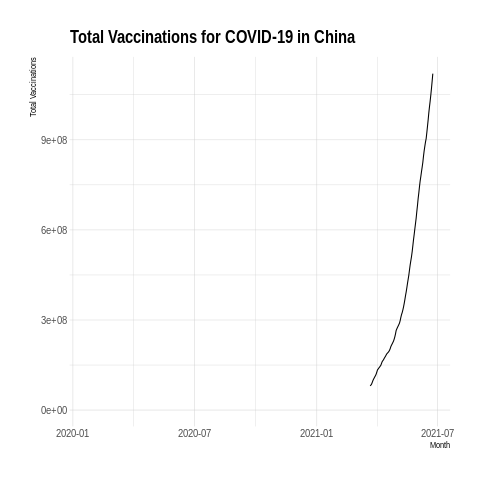 Total Vaccinations for COVID-19 in China
Total Vaccinations
9e+08
6e+08
3e+08
0e+00
2020-01 2020-07 2021-01 2021-07
Month